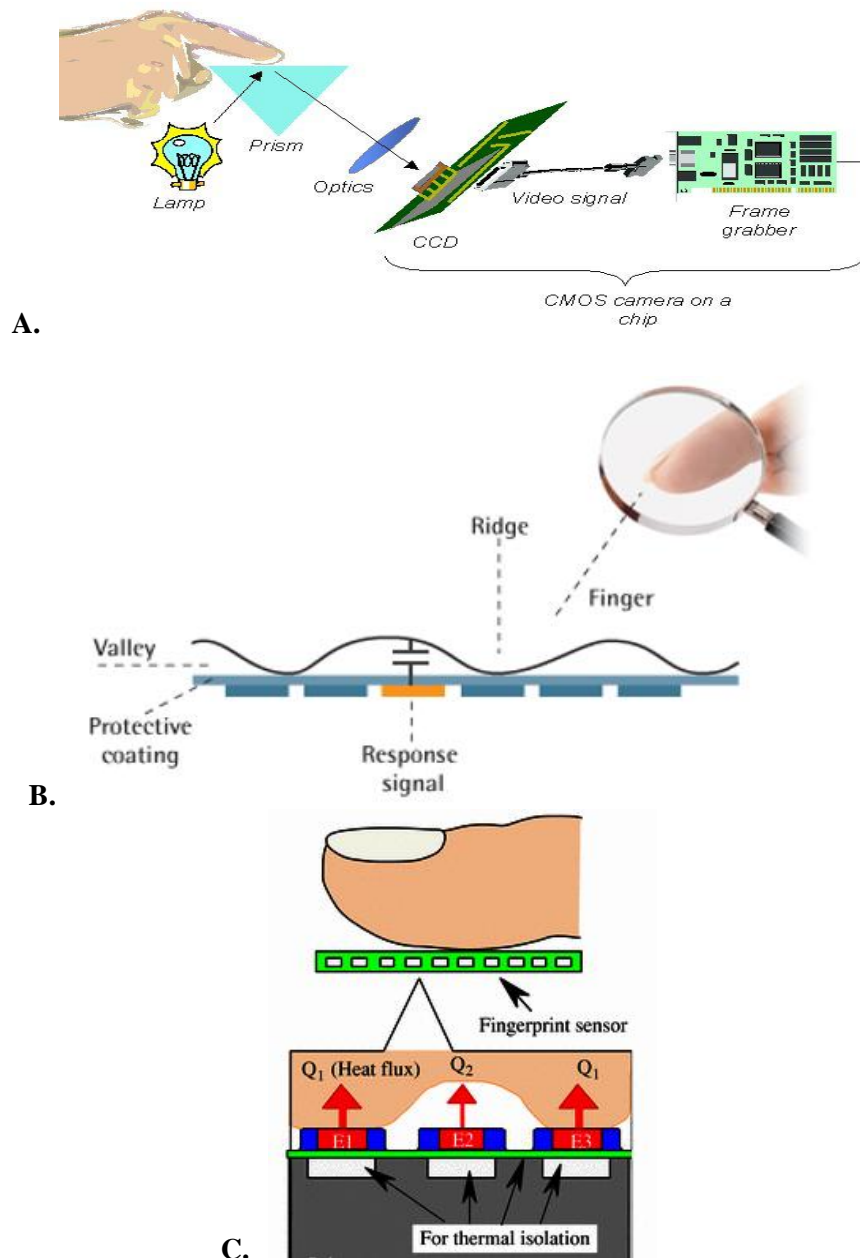 Lamp
Prism
Optics
CCD
Video signal
Frame
grabber
CMOS camera on a
chip
A.
Ridge
Finger
Valley
Protective
coating
Response
signal
B.
Fingerprint sensor
Q1 (Heat flux)
Q2
Q1
E1
E2
E3
For thermal isolation
C.